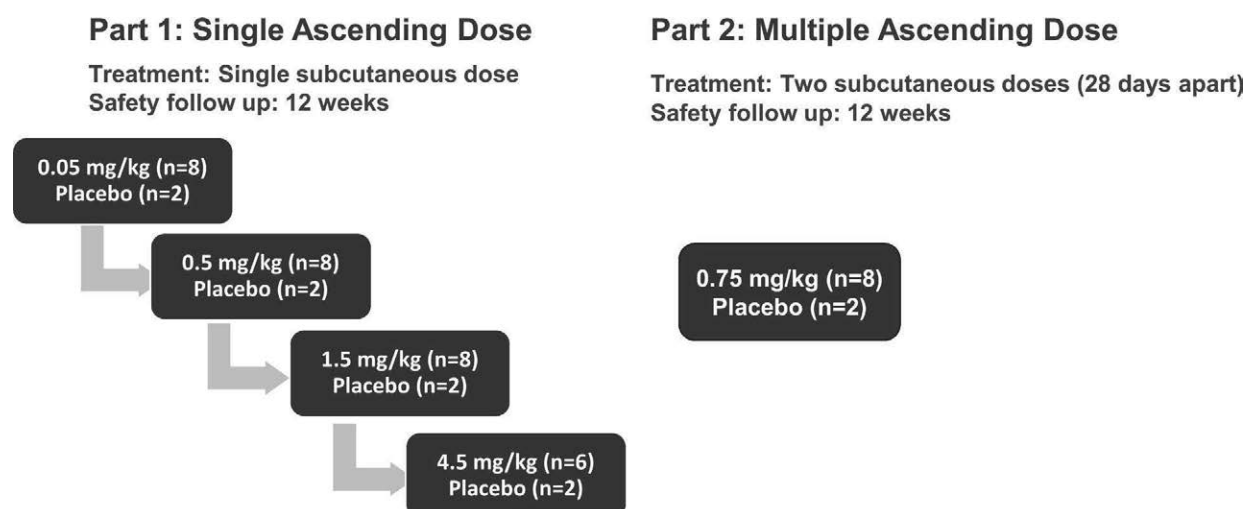 Part 1: Single Ascending Dose
Treatment: Single subcutaneous dose
Safety follow up: 12 weeks
0.05 mg/kg (n=8)
Placebo (n=2)
0.5 mg/kg (n=8)
Placebo (n=2)
1.5 mg/kg (n=8)
Placebo (n=2)
4.5 mg/kg (n=6)
Placebo (n=2)
Part 2: Multiple Ascending Dose
Treatment: Two subcutaneous doses (28 days apart)
Safety follow up: 12 weeks
0.75 mg/kg (n=8)
Placebo (n=2)